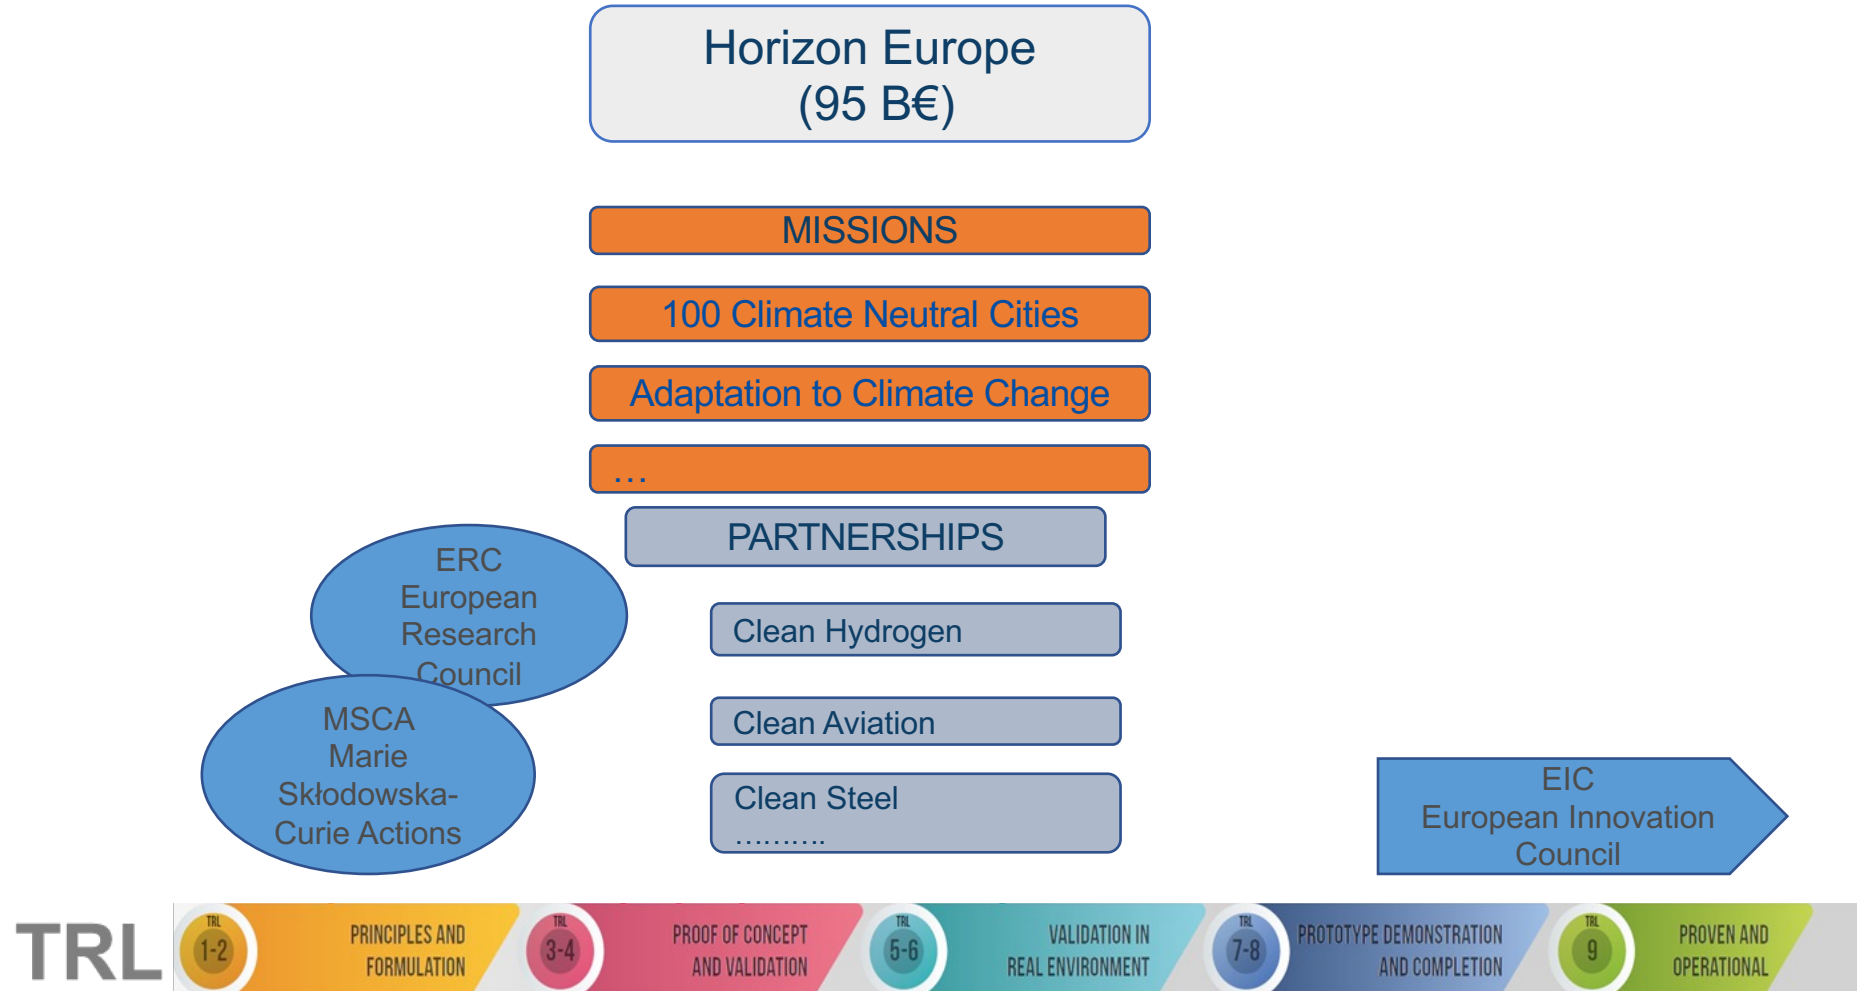 Horizon Europe
(95 B€)
MISSIONS
100 Climate Neutral Cities
Adaptation to Climate Change
...
PARTNERSHIPS
ERC
European
Research
Council
MSCA
Marie
Skłodowska-
Curie Actions
Clean Hydrogen
Clean Aviation
Clean Steel
..........
EIC
European Innovation
Council
TRL
TRL
1-2
PRINCIPLES AND
FORMULATION
TRL
3-4
PROOF OF CONCEPT
AND VALIDATION
TRL
5-6
VALIDATION IN
REAL ENVIRONMENT
TRL
7-8
PROTOTYPE DEMONSTRATION
AND COMPLETION
TRL
9
PROVEN AND
OPERATIONAL